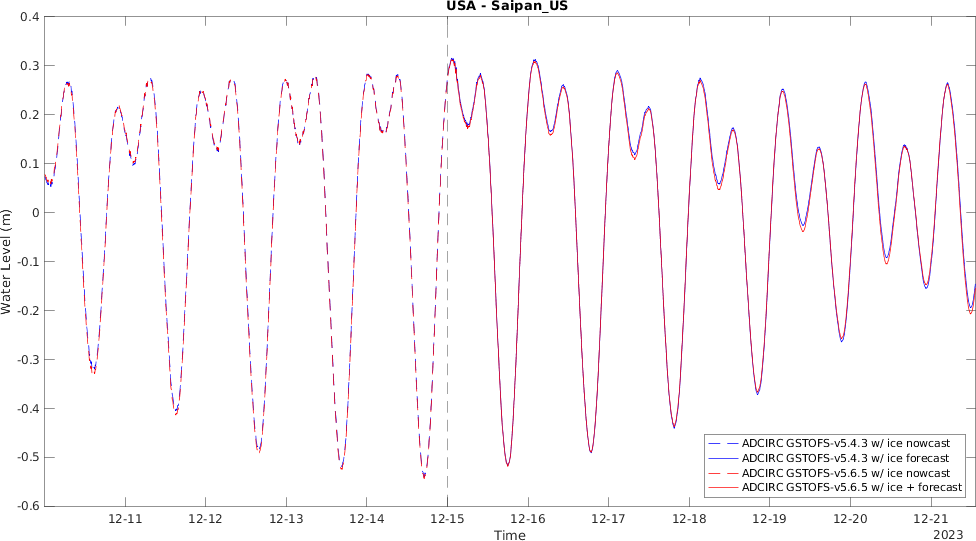 USA - Saipan_US
0.4
0.3
0.2
0.1
0
-0.1
-0.2
-0.3
-0.4
-0.5
-0.6
Water Level (m)
ADCIRC GSTOFS-v5.4.3 w/ ice nowcast
ADCIRC GSTOFS-v5.4.3 w/ ice forecast
ADCIRC GSTOFS-v5.6.5 w/ ice nowcast
ADCIRC GSTOFS-v5.6.5 w/ ice + forecast
12-11 12-12 12-13 12-14 12-15 12-16 12-17 12-18 12-19 12-20 12-21
Time
2023